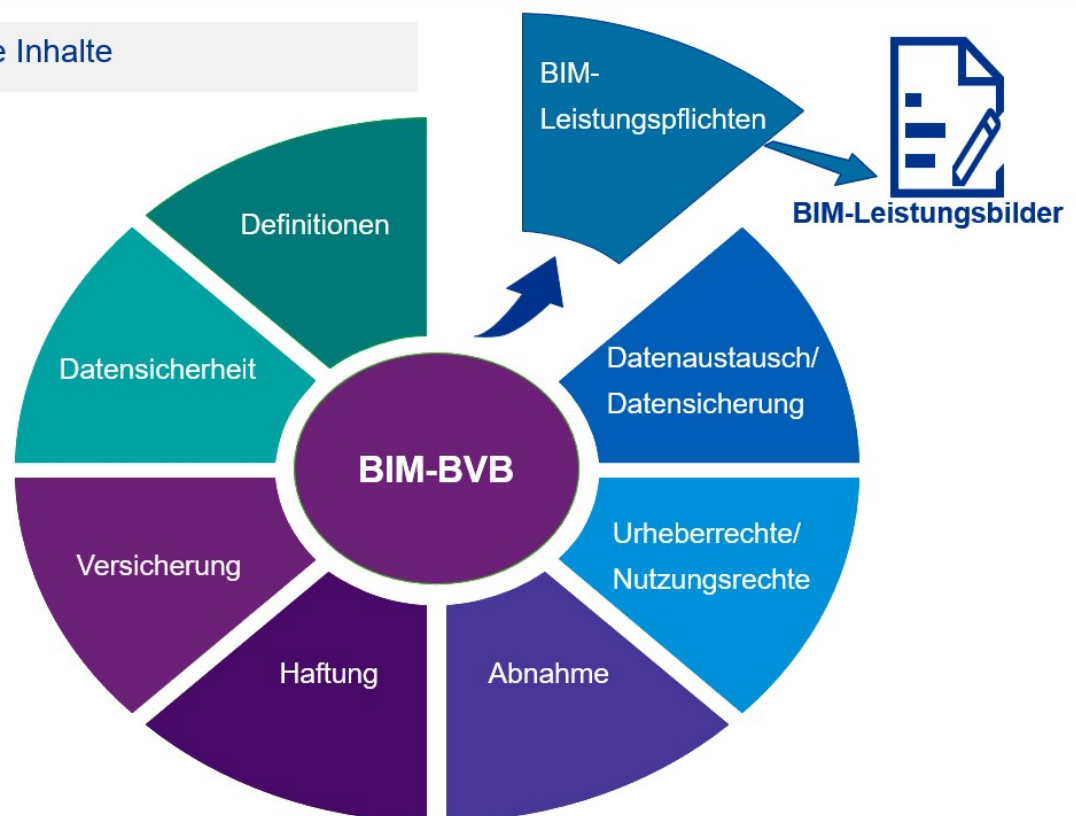 e Inhalte
BIM-
Leistungspflichten
BIM-Leistungsbilder
Definitionen
Datensicherheit
Datenaustausch/
Datensicherung
BIM-BVB
Urheberrechte/
Nutzungsrechte
Versicherung
Haftung
Abnahme